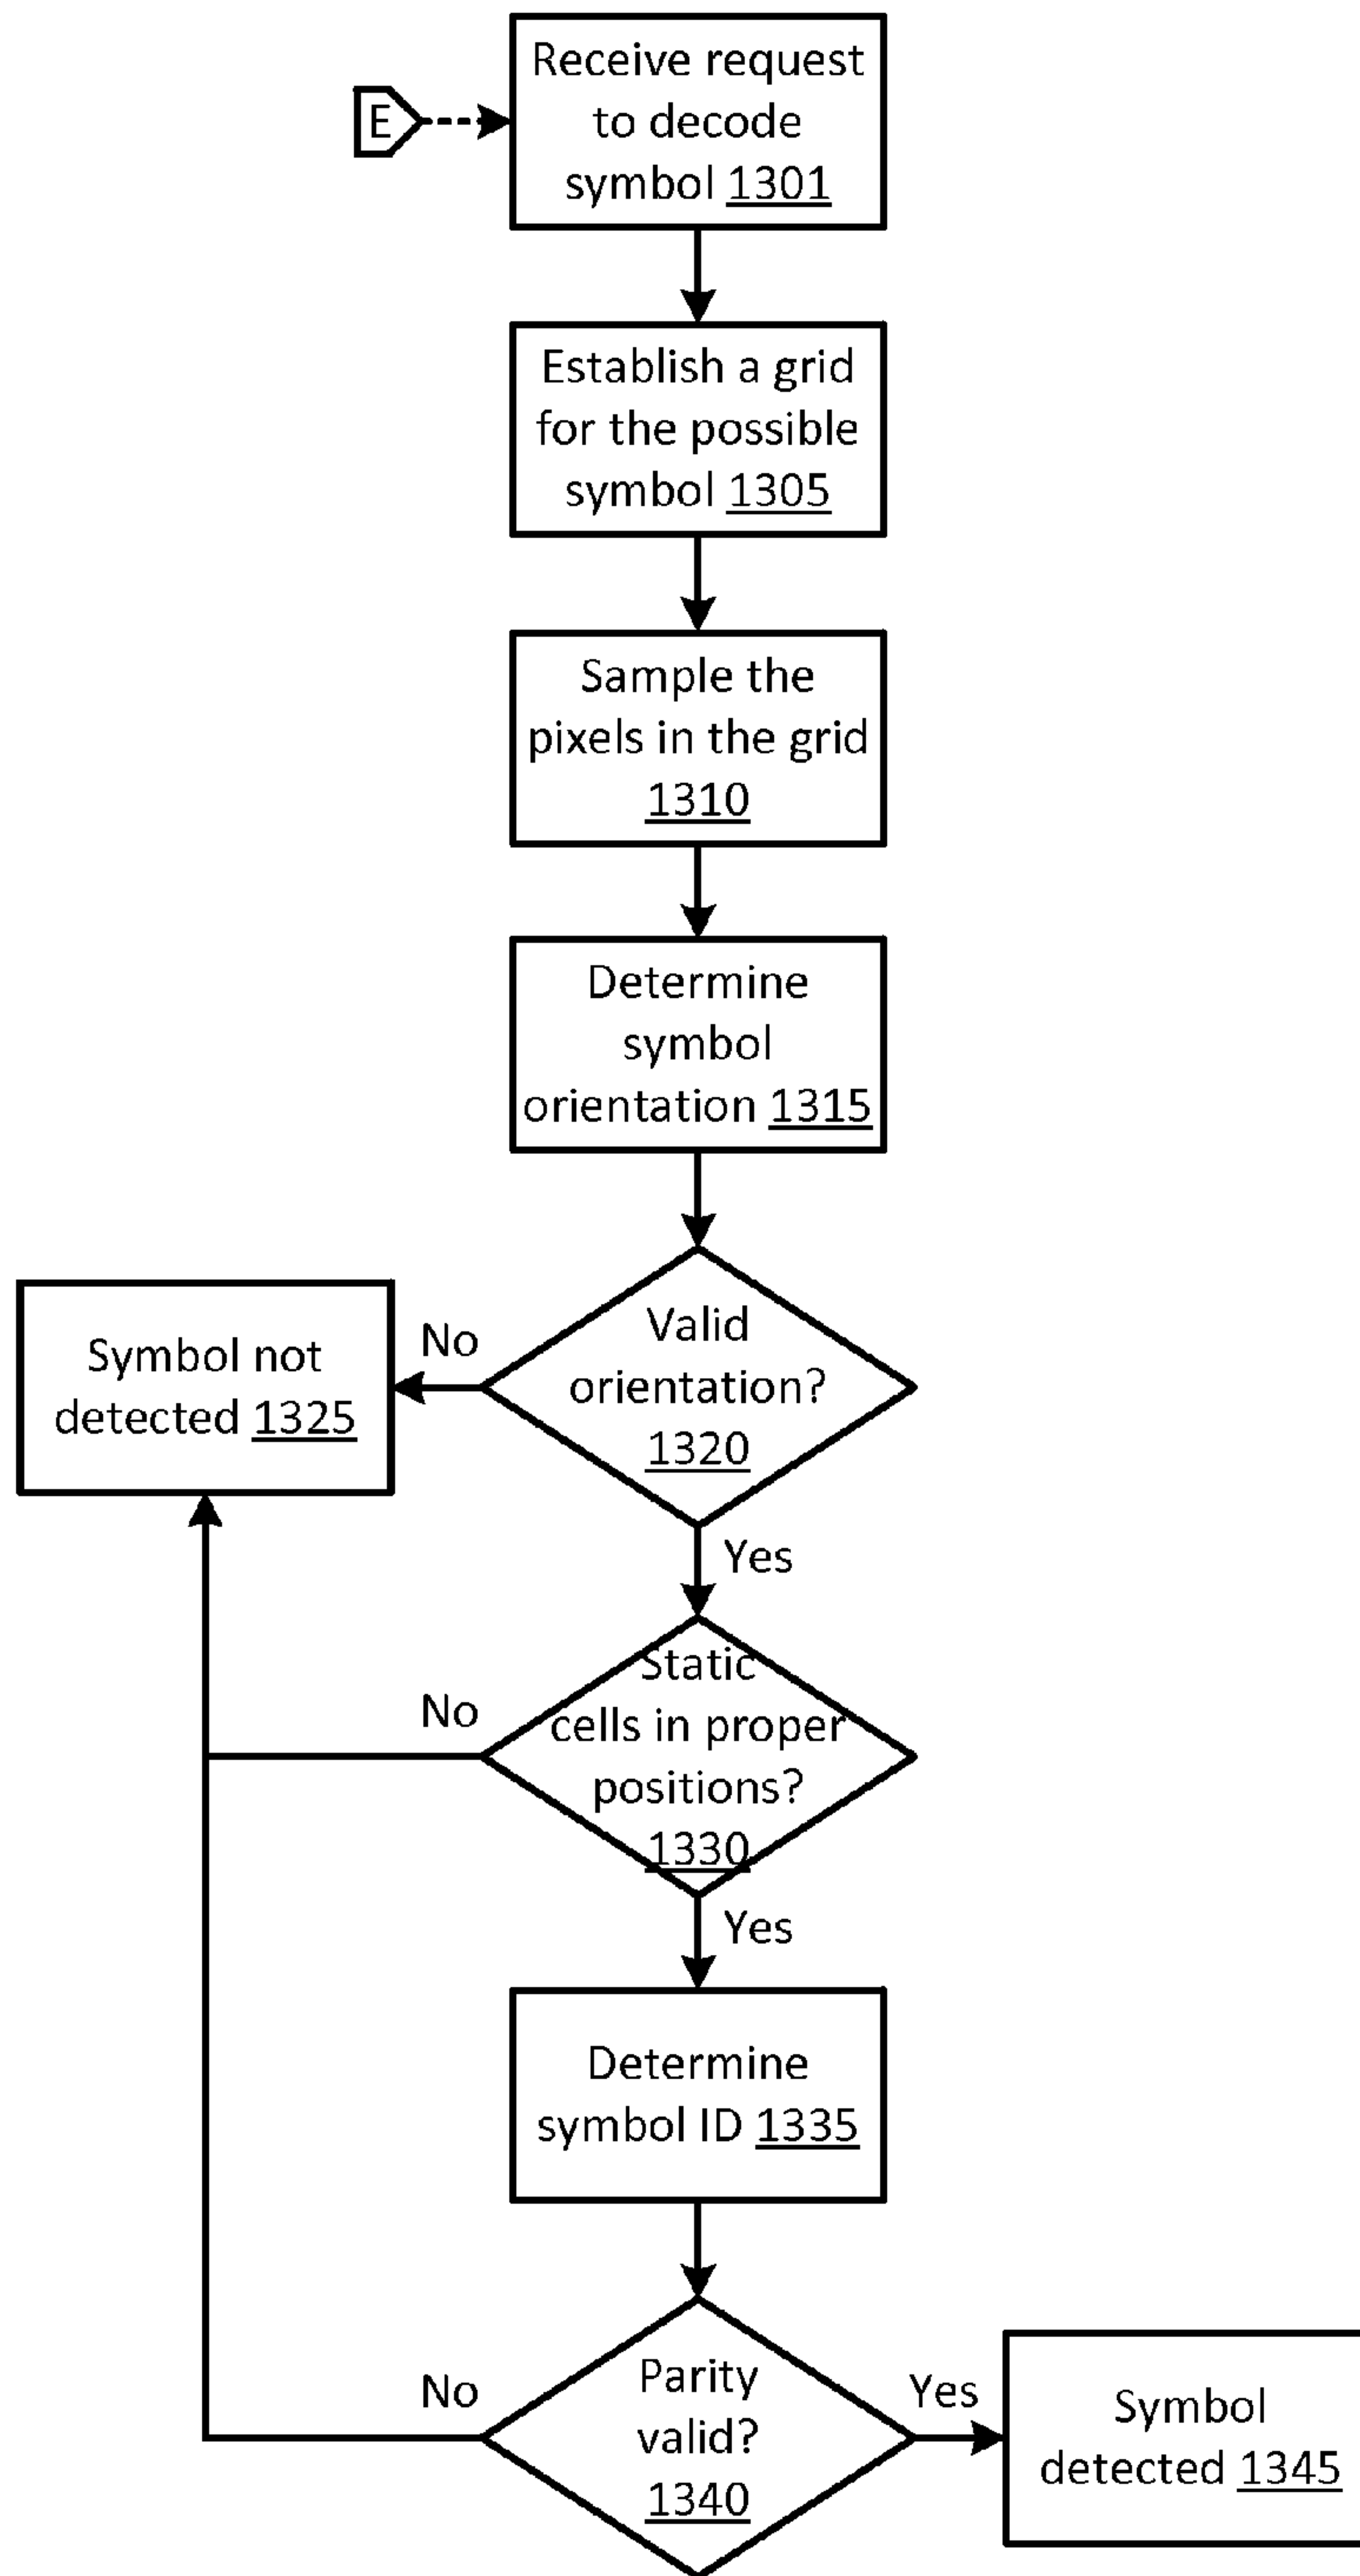 Receive request
to decode
symbol 1301
E
Establish a grid
for the possible
symbol 1305
Sample the
pixels in the grid
1310
Determine
symbol
orientation 1315
Valid
orientation?
1320
No
Symbol not
detected 1325
Yes
Static
cells in proper
positions?
1330
No
Yes
Determine
symbol ID 1335
Parity
valid?
1340
No
Yes
Symbol
detected 1345